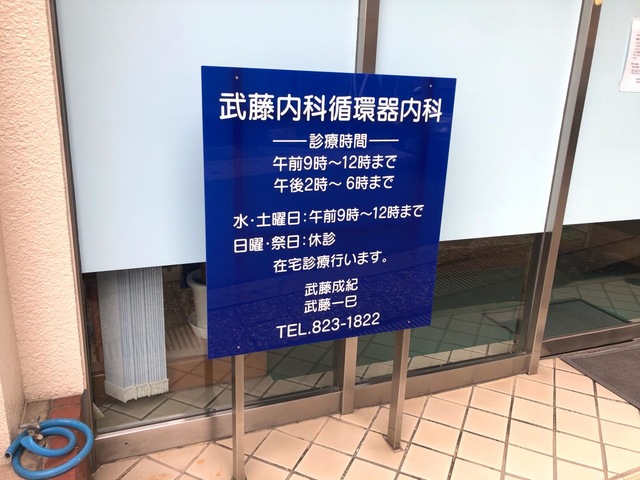 武藤内科循環器内科
診療時間
午前9時～12時まで
午後2時～ 6時まで
水・土曜日：午前9時～12時まで
日曜・祭日：休診
在宅診療行います。
武藤成紀
武藤一巳
TEL.823-1822